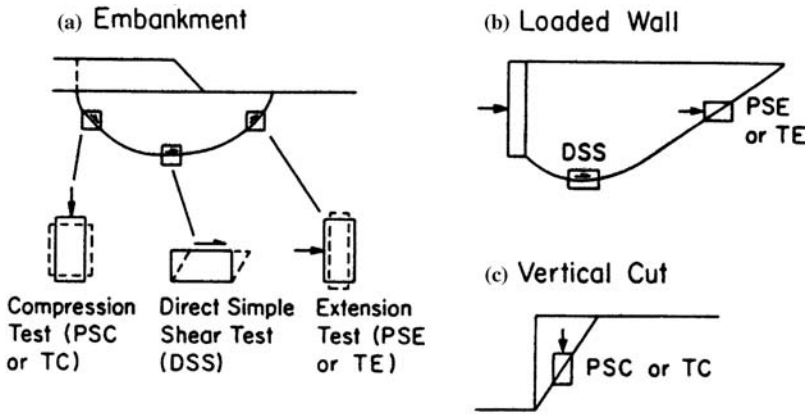 (a) Embankment
Compression
Test (PSC
or TC)
Direct Simple
Shear Test
(DSS)
Extension
Test (PSE
or TE)
(b) Loaded Wall
DSS
PSE
or TE
(c) Vertical Cut
PSC or TC